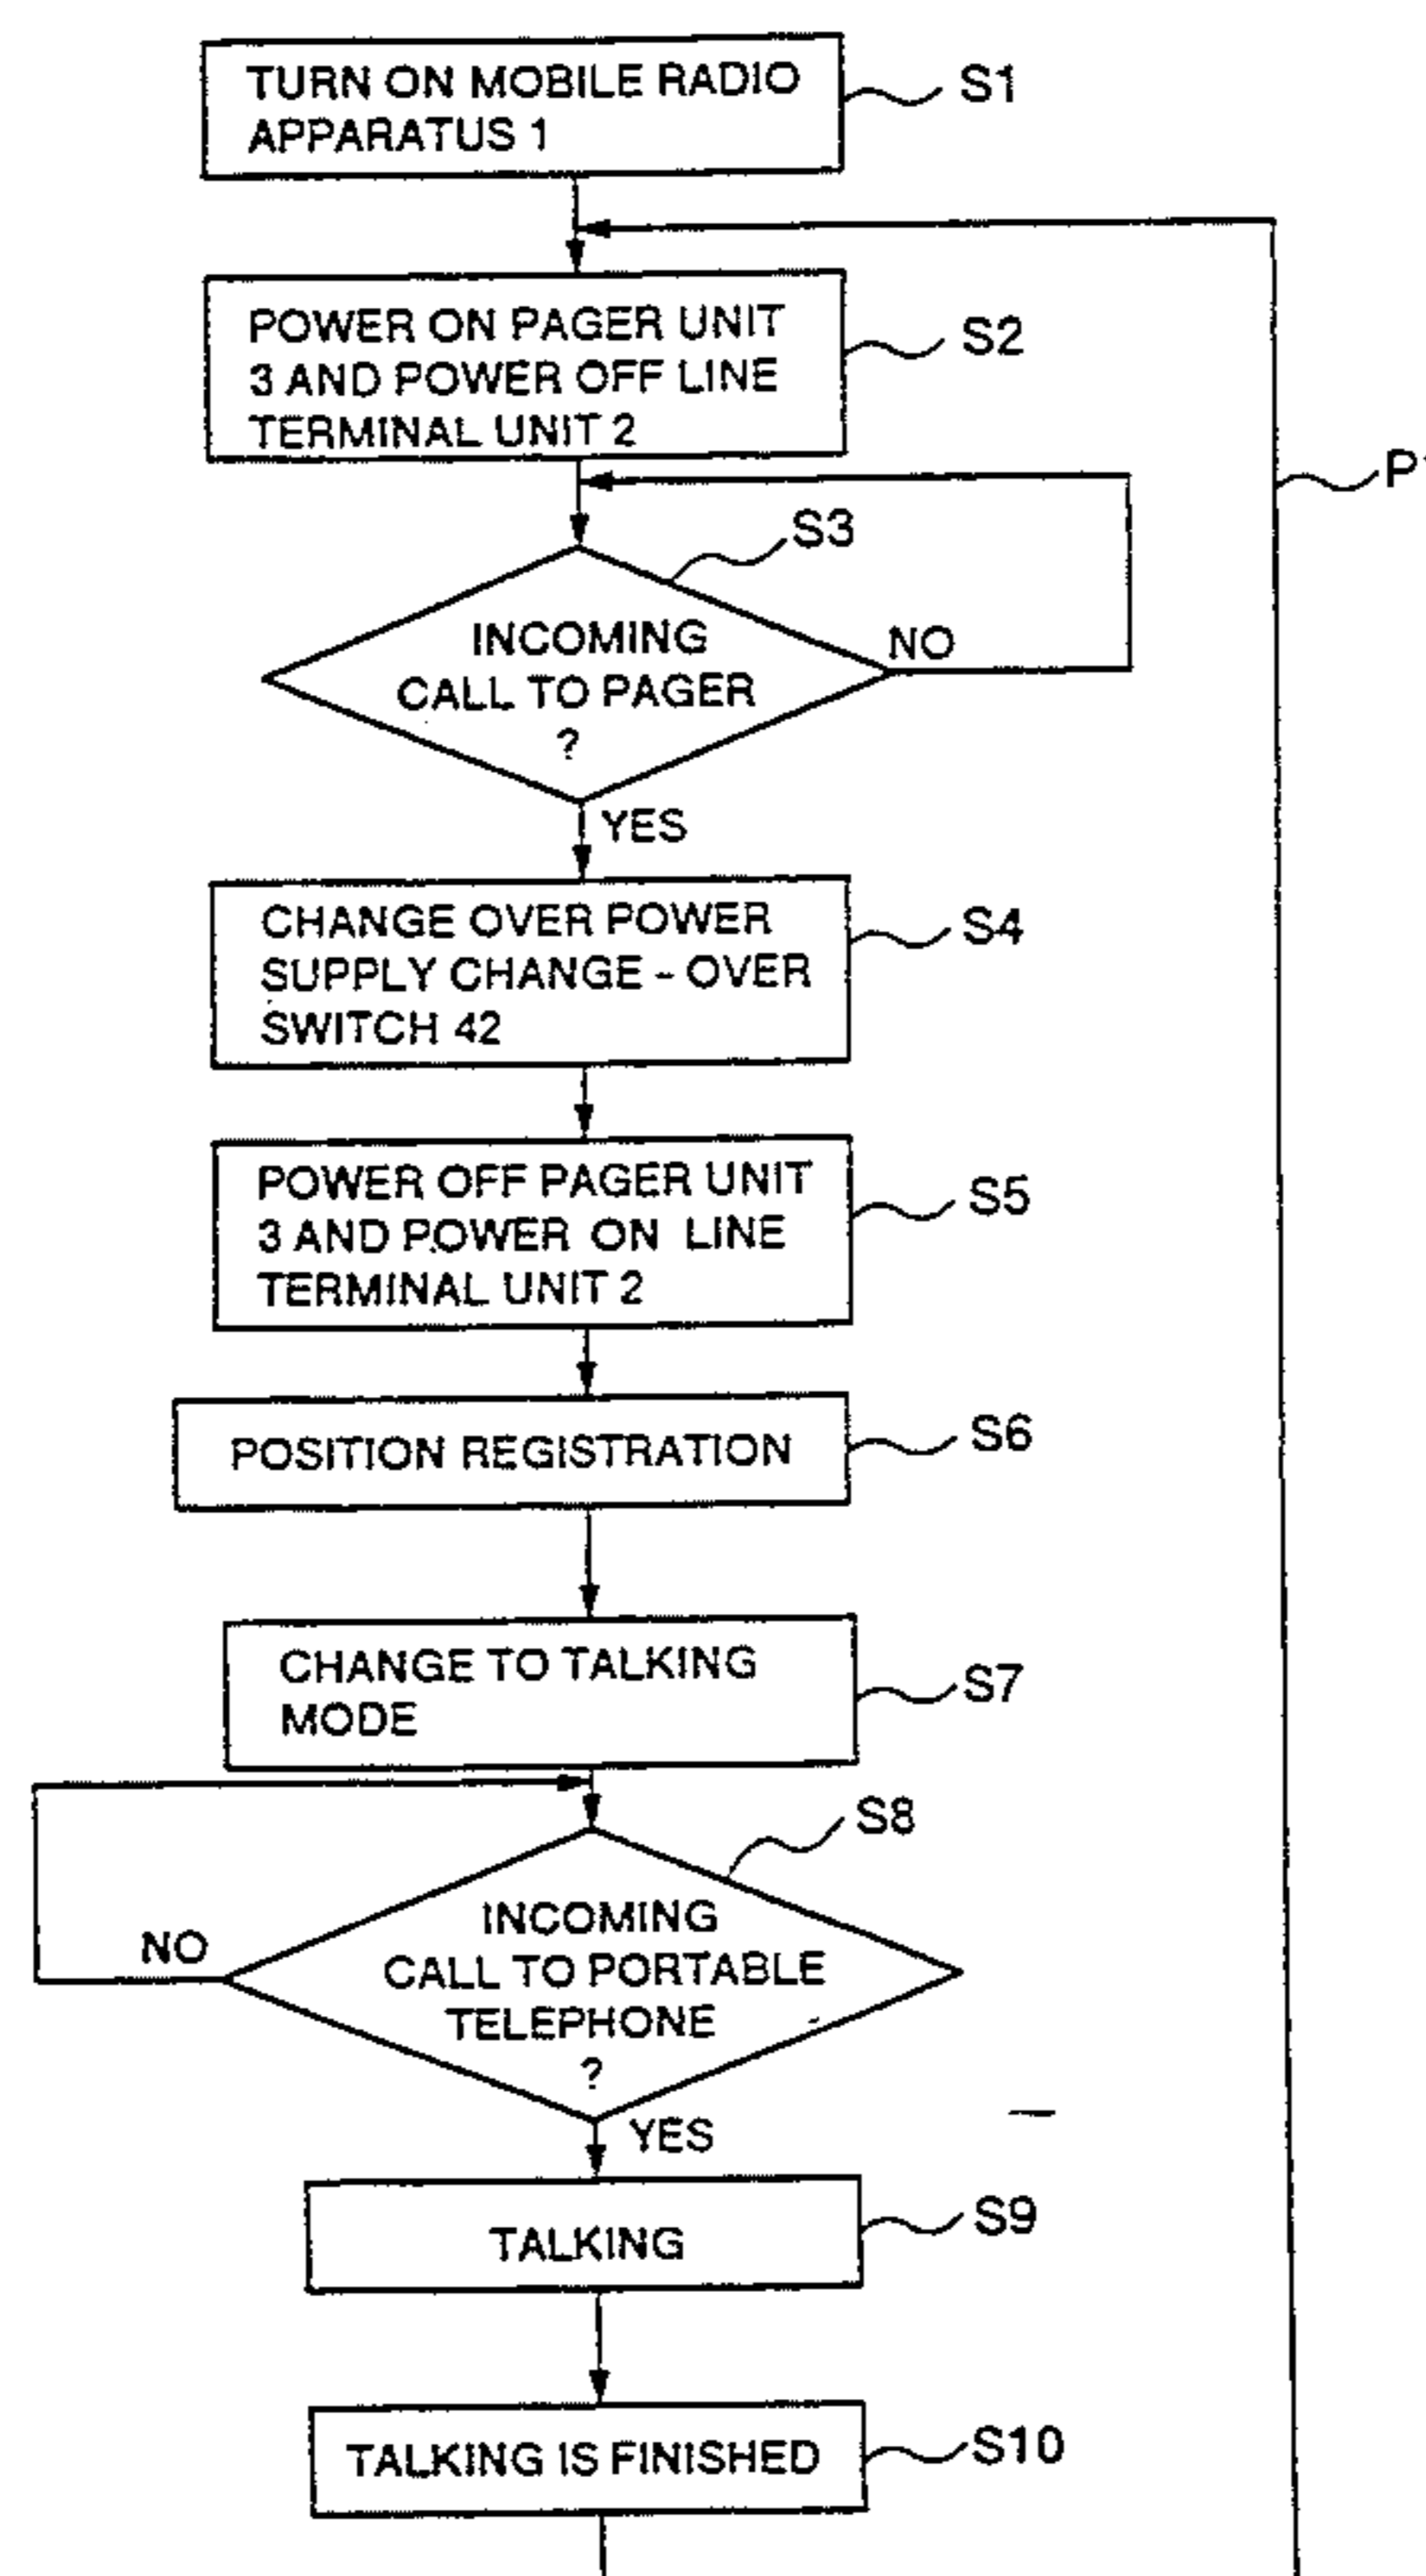 TURN ON MOBILE RADIO
APPARATUS 1
S1
POWER ON PAGER UNIT
3 AND POWER OFF LINE
TERMINAL UNIT 2
S2
P1
S3
INCOMING
CALL TO PAGER
?
NO
YES
CHANGE OVER POWER
SUPPLY CHANGE - OVER
SWITCH 42
S4
POWER OFF PAGER UNIT
3 AND POWER ON LINE
TERMINAL UNIT 2
S5
POSITION REGISTRATION
S6
CHANGE TO TALKING
MODE
S7
S8
INCOMING
CALL TO PORTABLE
TELEPHONE
?
NO
YES
TALKING
S9
TALKING IS FINISHED
S10